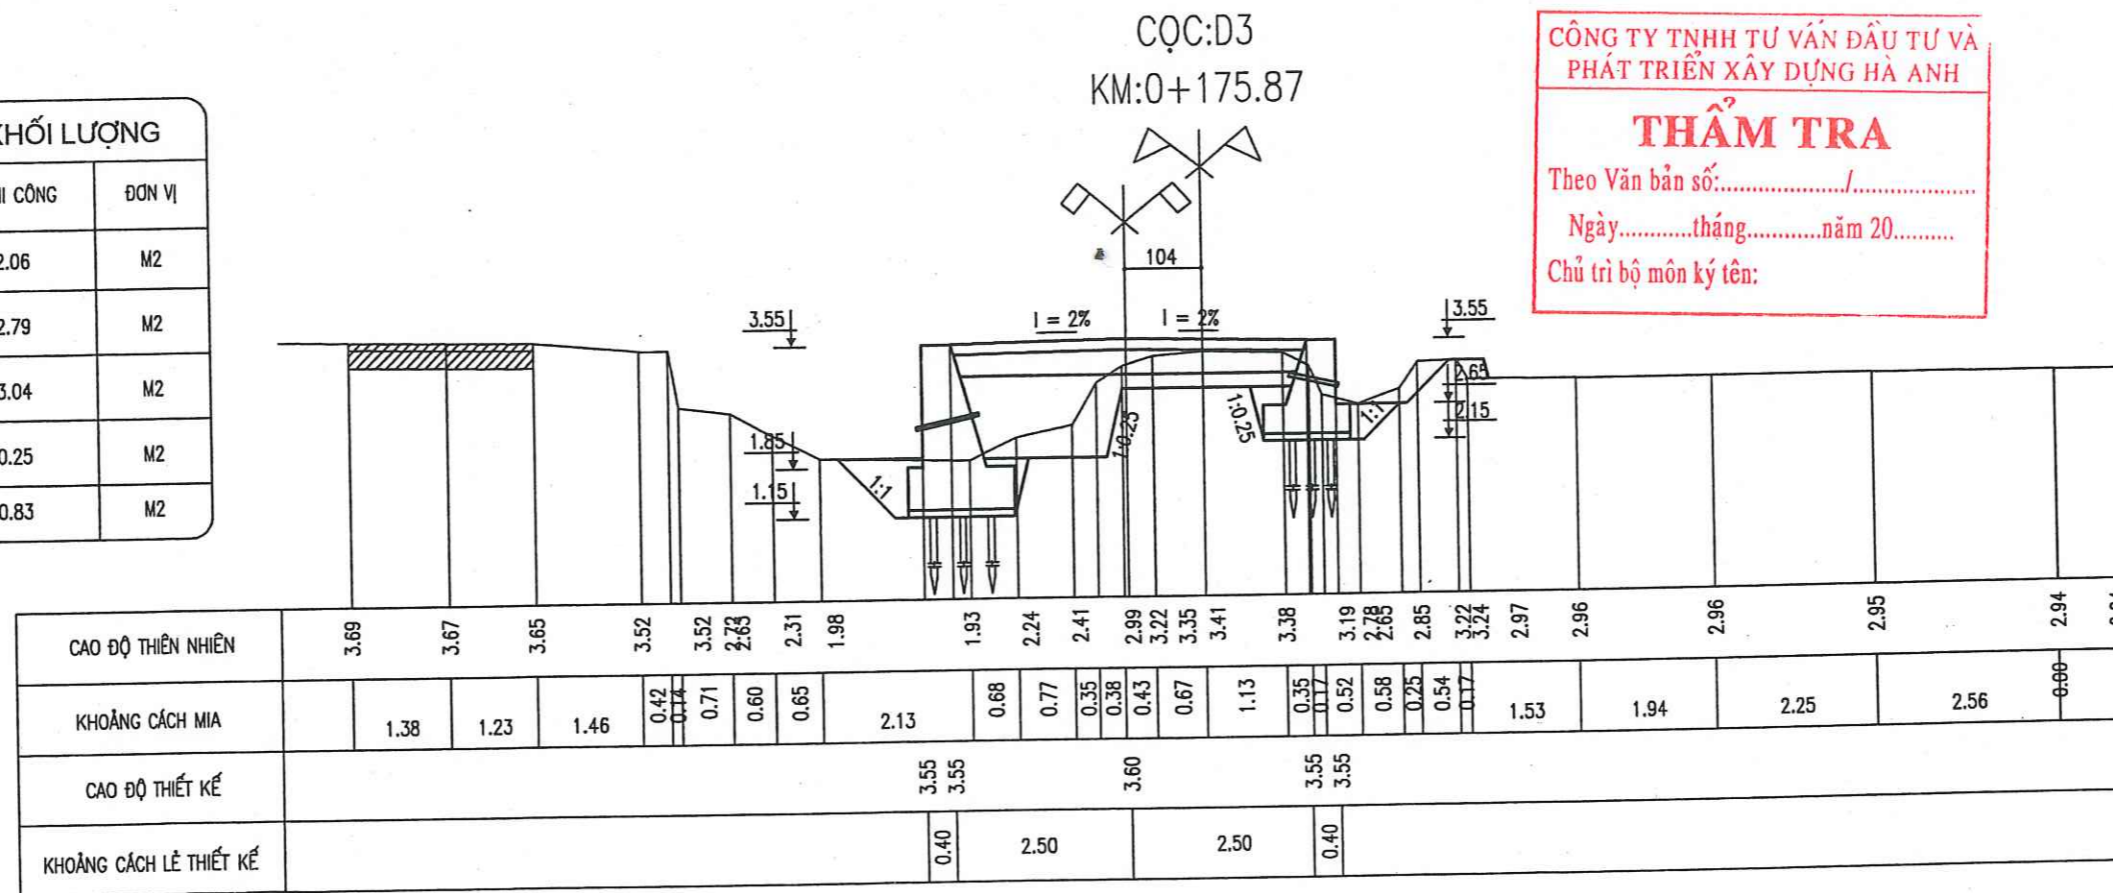 CỌC:D3
KM:0+175.87
CÔNG TY TNHH TƯ VẤN ĐẦU TƯ VÀ
PHÁT TRIỂN XÂY DỰNG HÀ ANH
THẨM TRA
Theo Văn bản số:..................../...................
Ngày............tháng............năm 20..........
Chủ trì bộ môn ký tên:
KHỐI LƯỢNG
CÔNG ĐƠN VỊ
2.06 M2
2.79 M2
3.04 M2
0.25 M2
0.83 M2
104
3.55
I = 2%
I = 2%
3.55
2.65
2.15
1.85
1.15
1:1
1:0.25
1:0.25
1:1
CAO ĐỘ THIÊN NHIÊN 3.69 3.67 3.65 3.52 3.52 2.72 2.65 2.31 1.98 1.93 2.24 2.41 2.99 3.22 3.35 3.41 3.38 3.19 2.78 2.65 2.85 3.22 3.24 2.97 2.96 2.96 2.95 2.94
KHOẢNG CÁCH MIA 1.38 1.23 1.46 0.42 0.14 0.71 0.60 0.65 2.13 0.68 0.77 0.35 0.38 0.43 0.67 1.13 0.35 0.17 0.52 0.58 0.25 0.54 0.17 1.53 1.94 2.25 2.56 0.00
CAO ĐỘ THIẾT KẾ 3.55 3.55 3.60 3.55 3.55
KHOẢNG CÁCH LẺ THIẾT KẾ 0.40 2.50 2.50 0.40